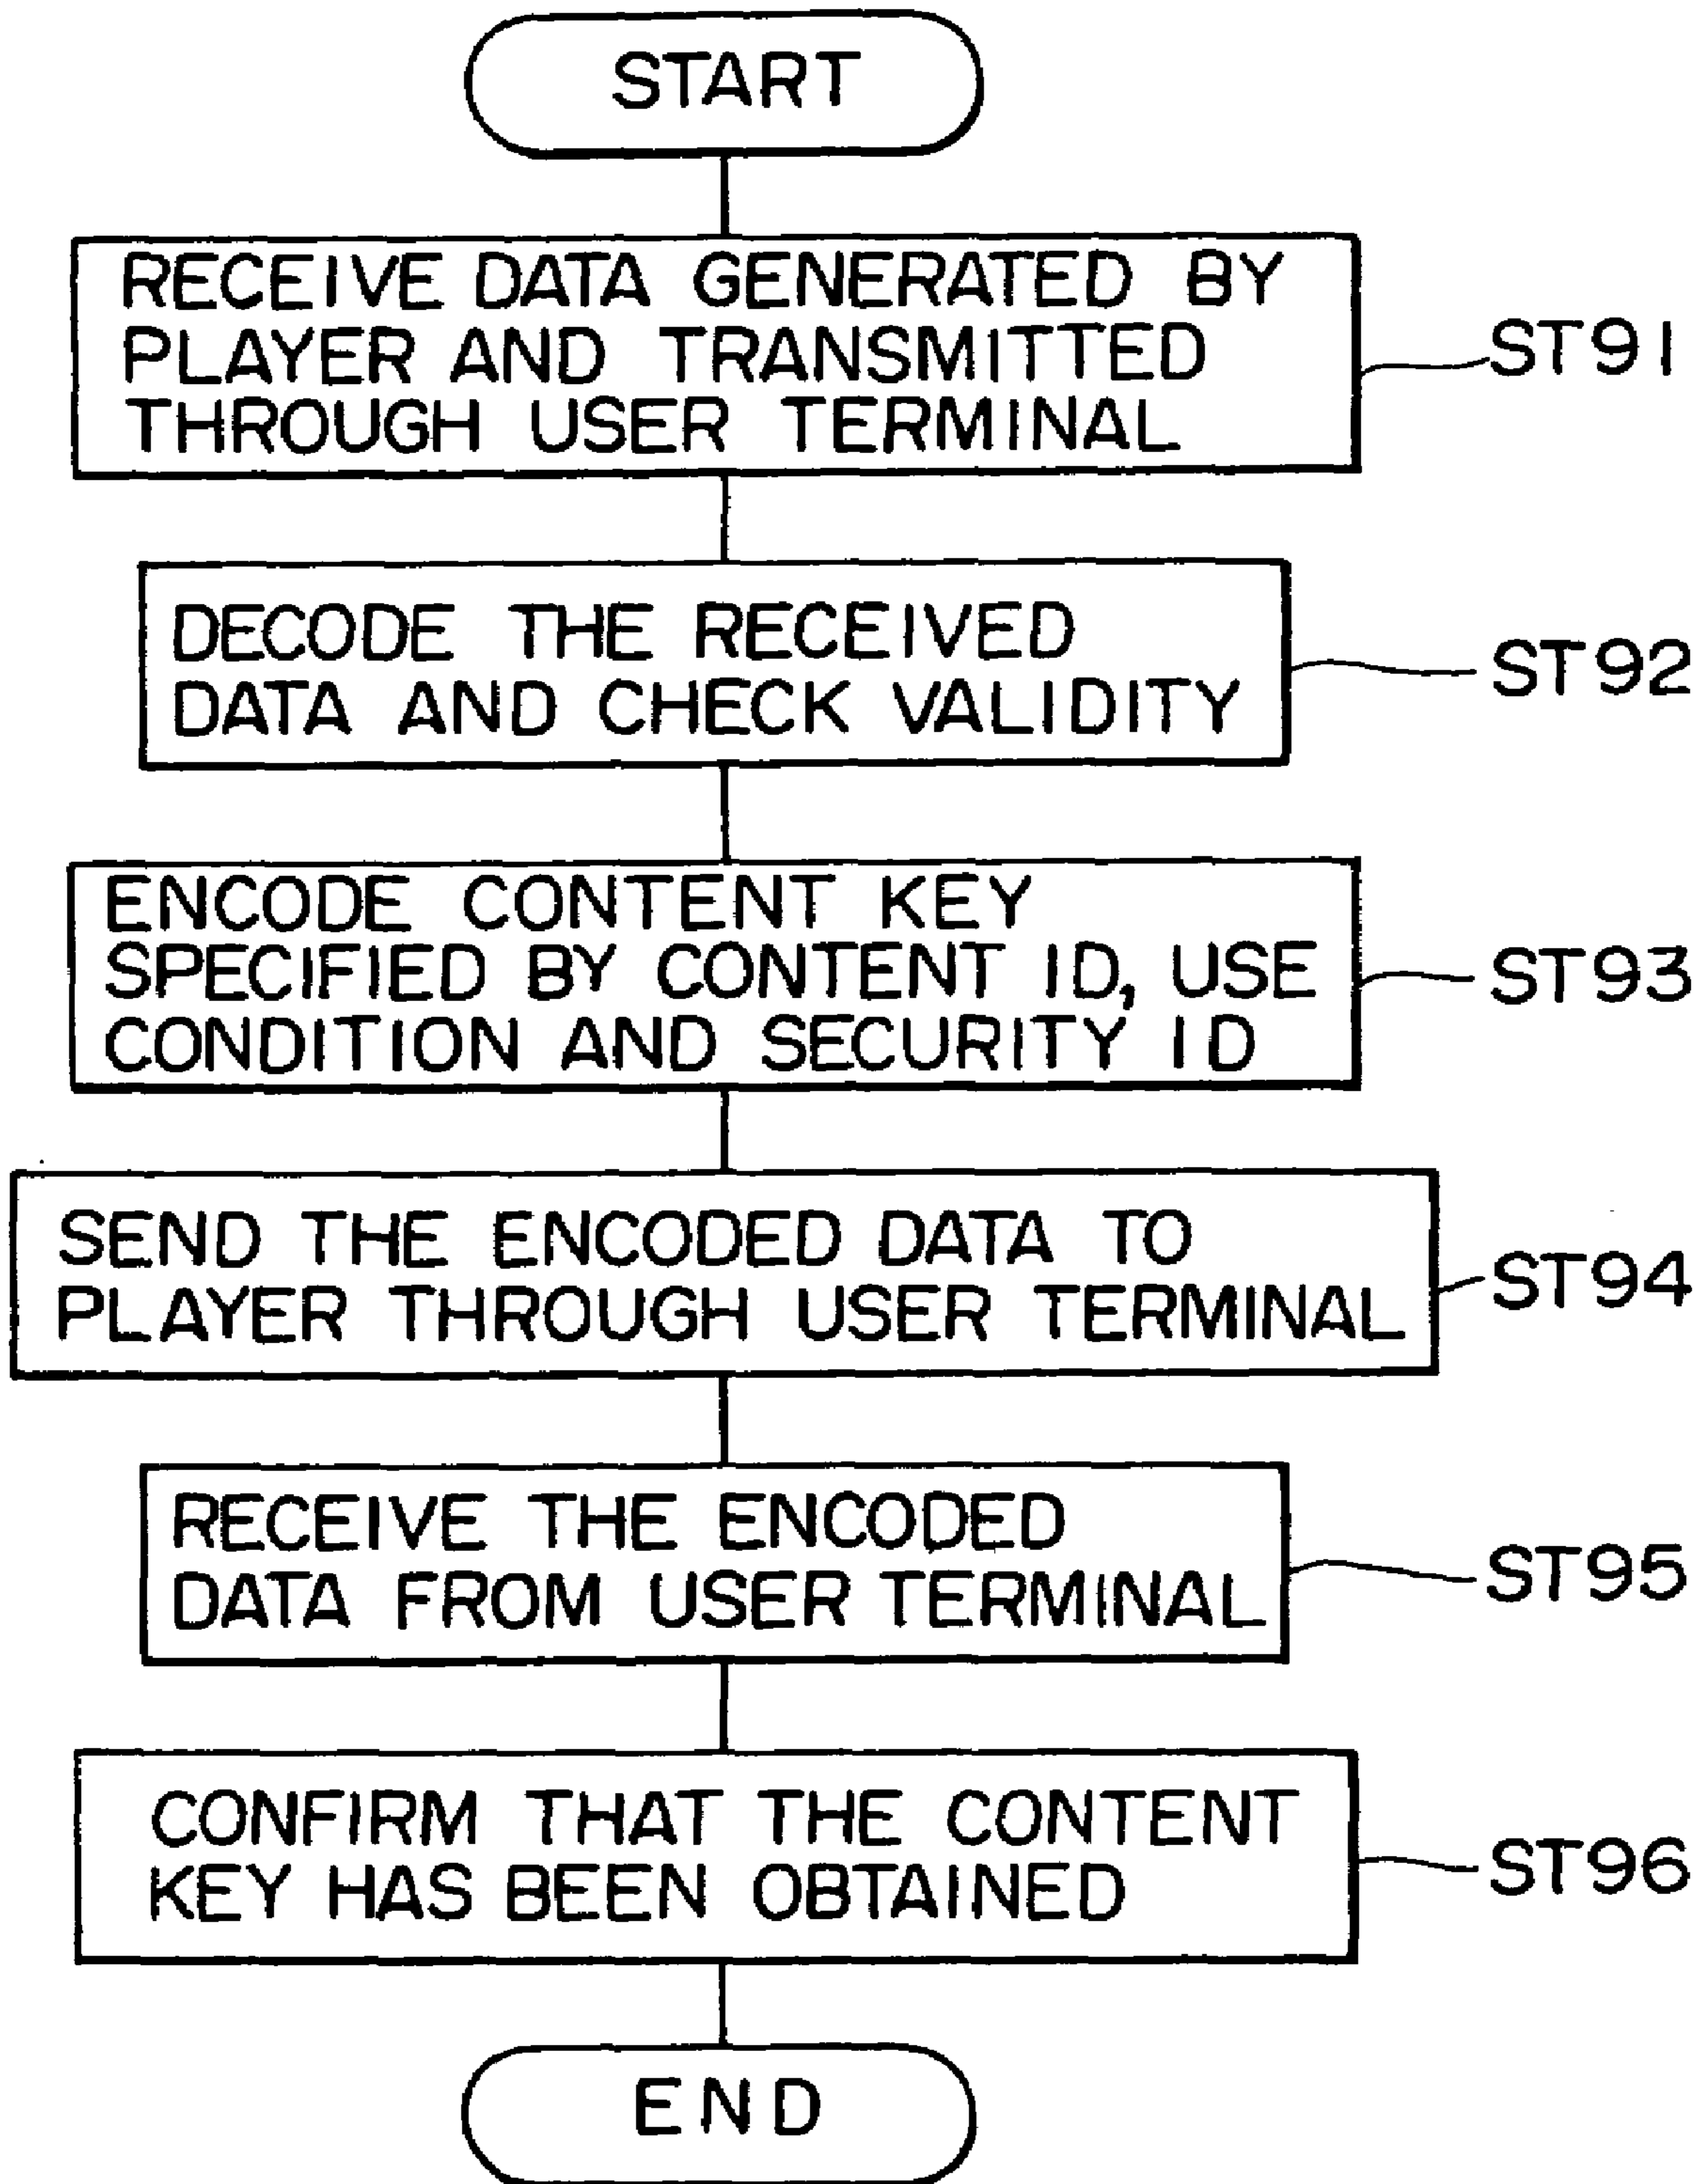 START
RECEIVE DATA GENERATED BY
PLAYER AND TRANSMITTED
THROUGH USER TERMINAL
ST91
DECODE THE RECEIVED
DATA AND CHECK VALIDITY
ST92
ENCODE CONTENT KEY
SPECIFIED BY CONTENT ID, USE
CONDITION AND SECURITY ID
ST93
SEND THE ENCODED DATA TO
PLAYER THROUGH USER TERMINAL
ST94
RECEIVE THE ENCODED
DATA FROM USER TERMINAL
ST95
CONFIRM THAT THE CONTENT
KEY HAS BEEN OBTAINED
ST96
END